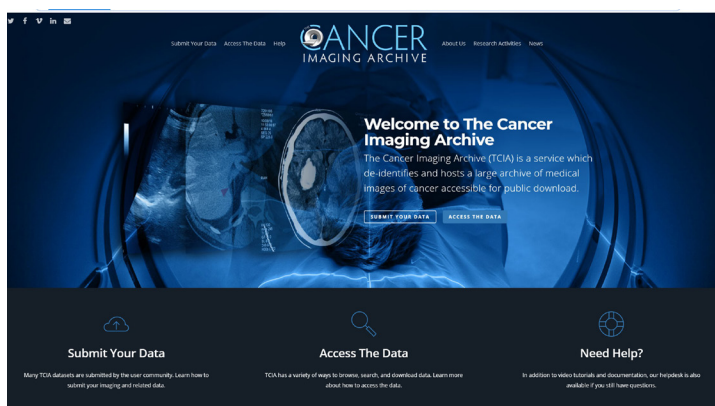 Submit Your Data Access The Data Help
CANCER
IMAGING ARCHIVE
About Us Research Activities News
Welcome to The Cancer
Imaging Archive
The Cancer Imaging Archive (TCIA) is a service which
de-identifies and hosts a large archive of medical
images of cancer accessible for public download.
SUBMIT YOUR DATA ACCESS THE DATA
Submit Your Data
Many TCIA datasets are submitted by the user community. Learn how to
submit your imaging and related data.
Access The Data
TCIA has a variety of ways to browse, search, and download data. Learn more
about how to access the data.
Need Help?
In addition to video tutorials and documentation, our helpdesk is also
available if you still have questions.